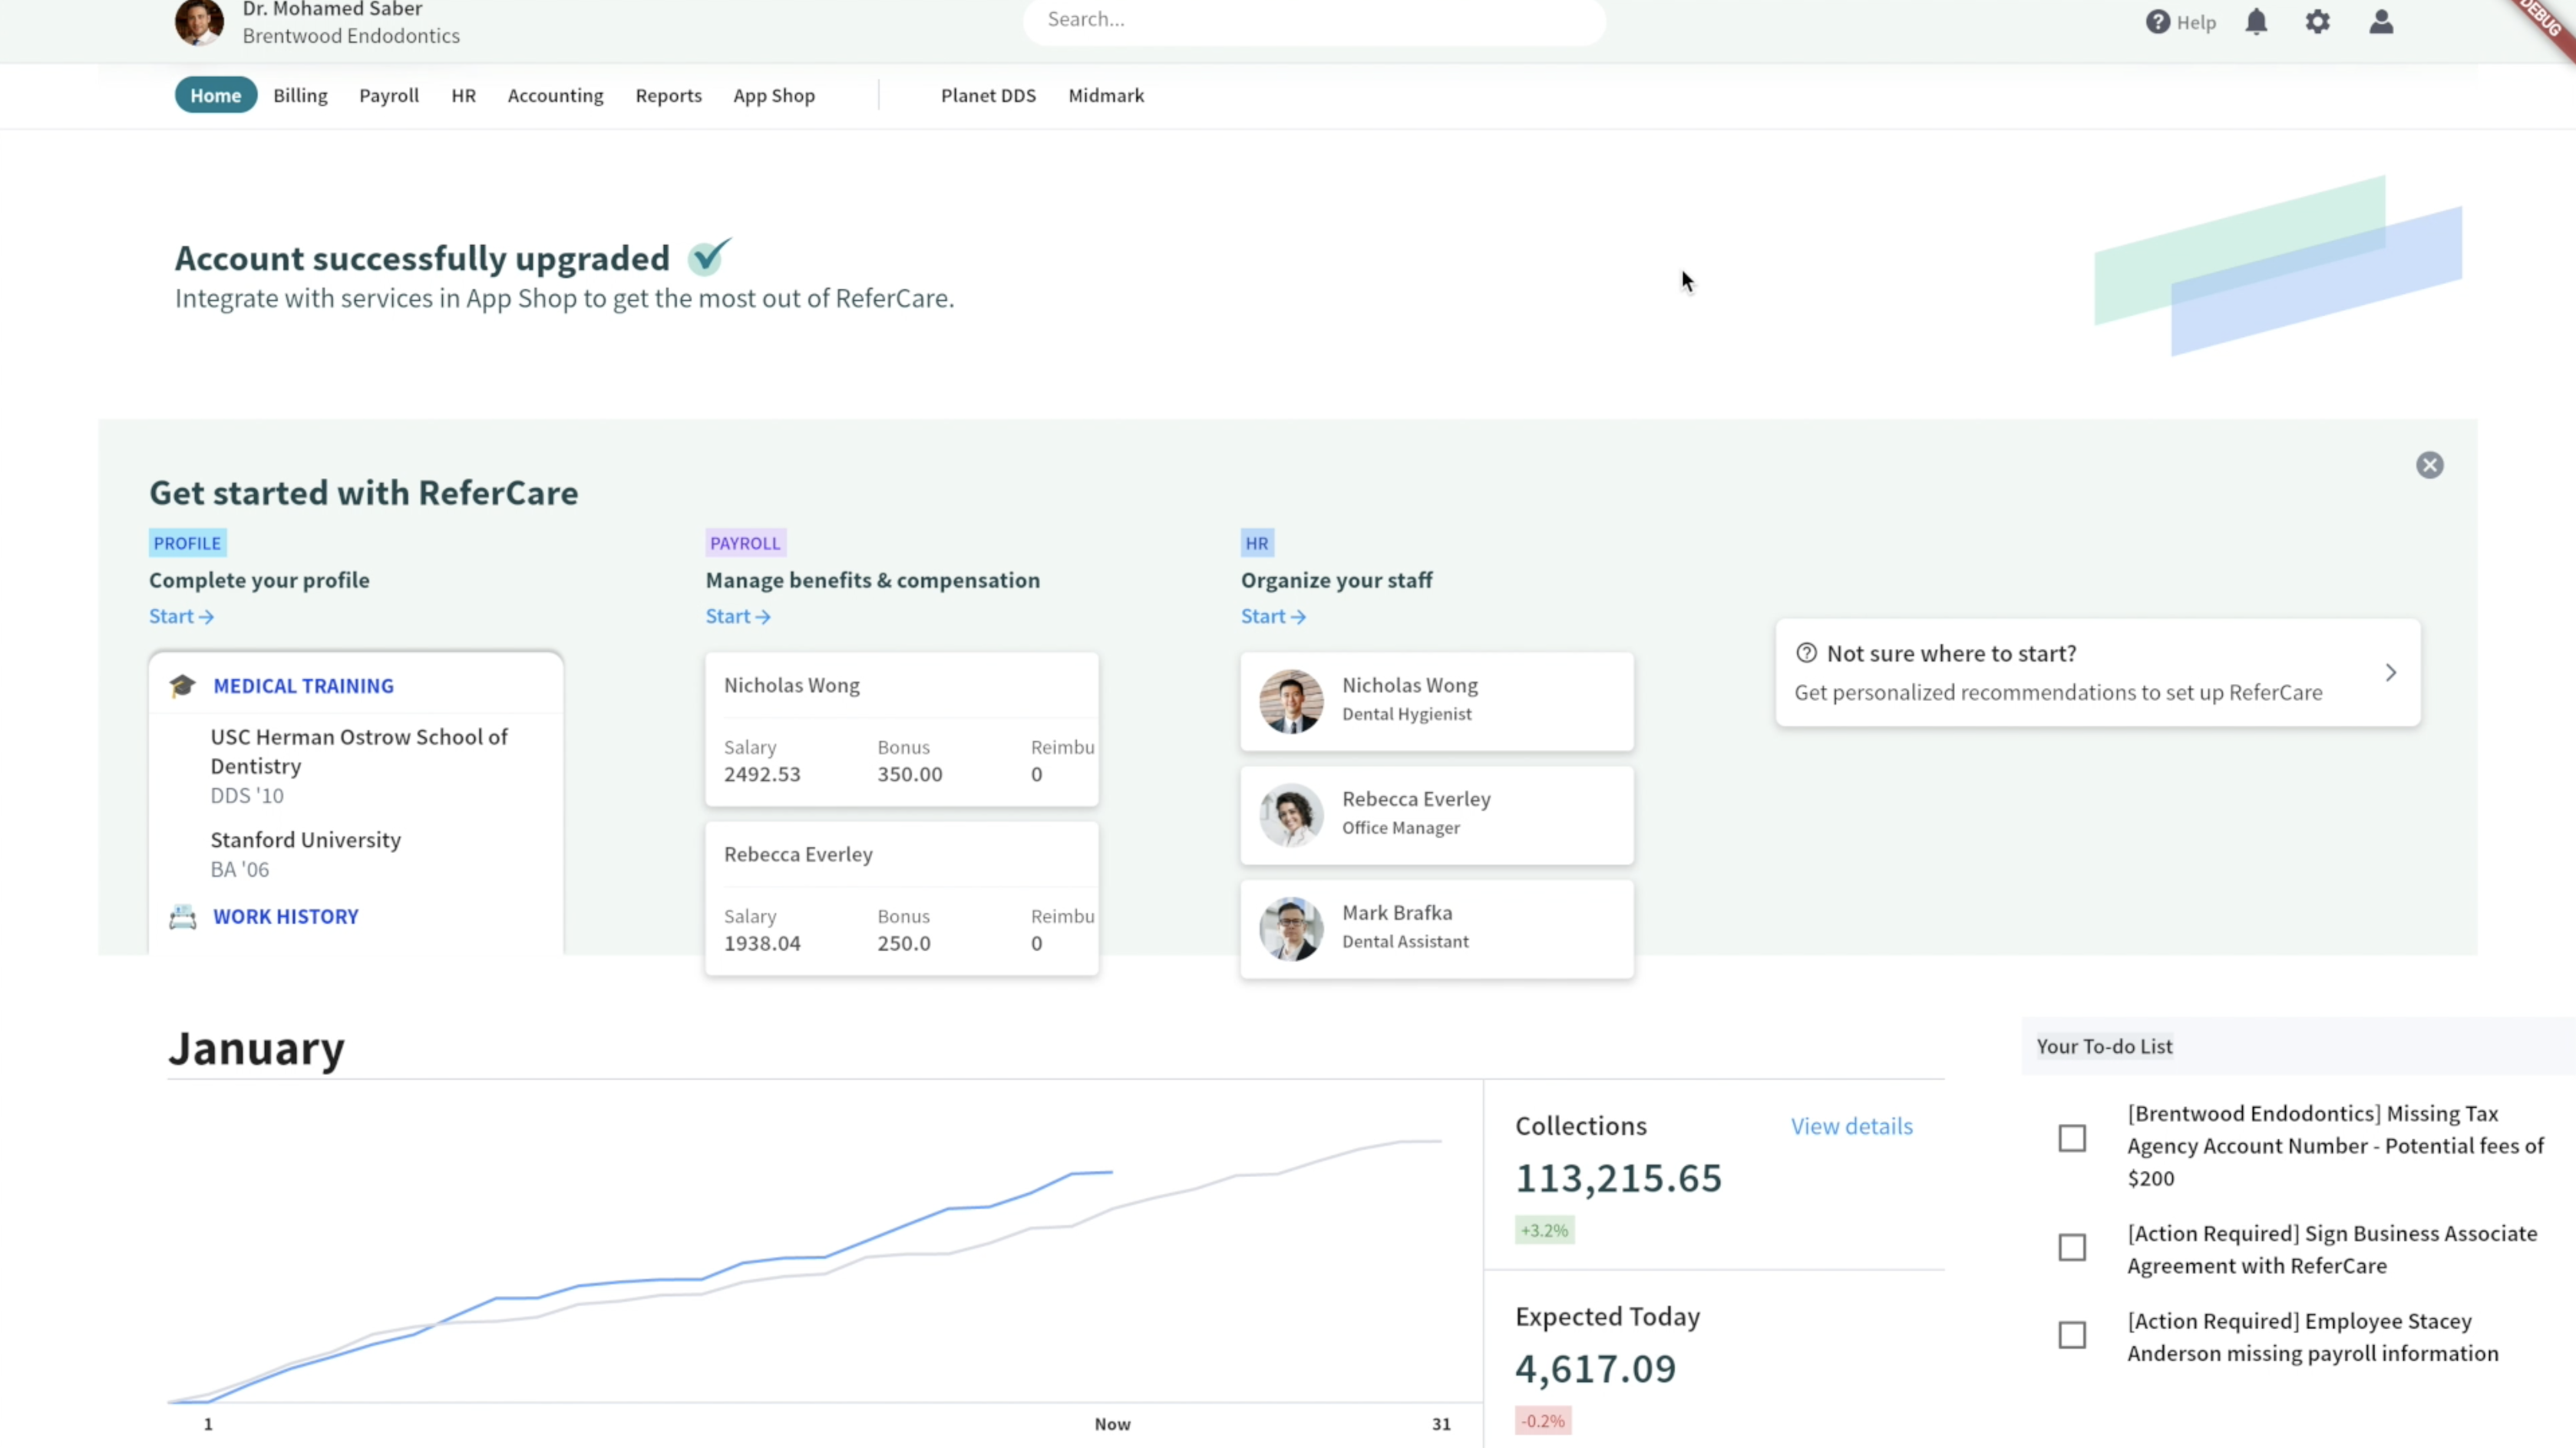 Dr. Mohamed Saber
Brentwood Endodontics
Search...
Help
DEBUG
Home
Billing
Payroll
HR
Accounting
Reports
App Shop
Planet DDS
Midmark
Account successfully upgraded
Integrate with services in App Shop to get the most out of ReferCare.
Get started with ReferCare
PROFILE
Complete your profile
Start →
MEDICAL TRAINING
USC Herman Ostrow School of
Dentistry
DDS '10
Stanford University
BA '06
WORK HISTORY
PAYROLL
Manage benefits & compensation
Start →
Nicholas Wong
Salary Bonus Reimbu
2492.53 350.00 0
Rebecca Everley
Salary Bonus Reimbu
1938.04 250.0 0
HR
Organize your staff
Start →
Nicholas Wong
Dental Hygienist
Rebecca Everley
Office Manager
Mark Brafka
Dental Assistant
Not sure where to start?
Get personalized recommendations to set up ReferCare
January
1 Now 31
Collections View details
113,215.65
+3.2%
Expected Today
4,617.09
-0.2%
Your To-do List
[Brentwood Endodontics] Missing Tax
Agency Account Number - Potential fees of
$200
[Action Required] Sign Business Associate
Agreement with ReferCare
[Action Required] Employee Stacey
Anderson missing payroll information